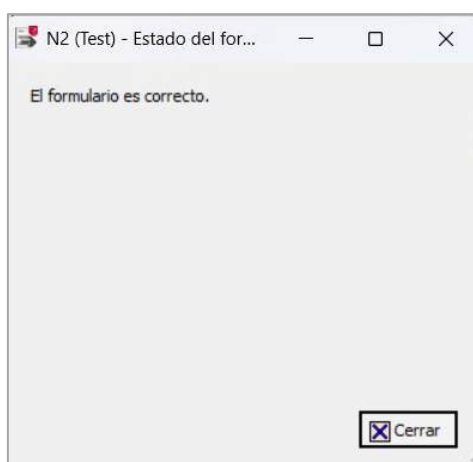 N2 (Test) - Estado del for...
El formulario es correcto.
Cerrar